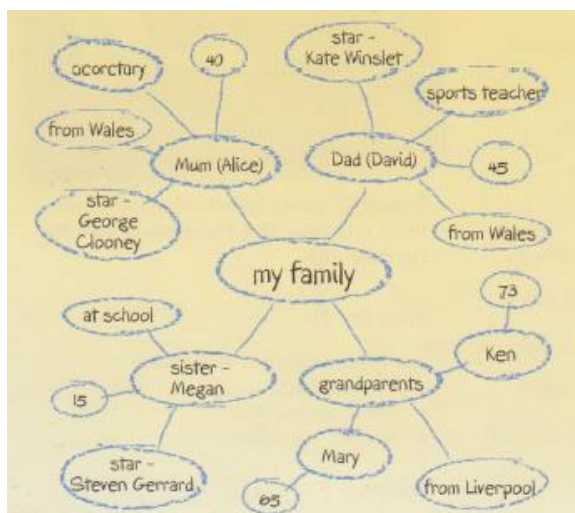 star -
Kate Winslet
40
sports teacher
from Wales
Mum (Alice)
Dad (David)
45
star -
George
Clooney
from Wales
my family
73
at school
Ken
sister -
Megan
grandparents
15
Mary
star -
Steven Gerrard
65
from Liverpool